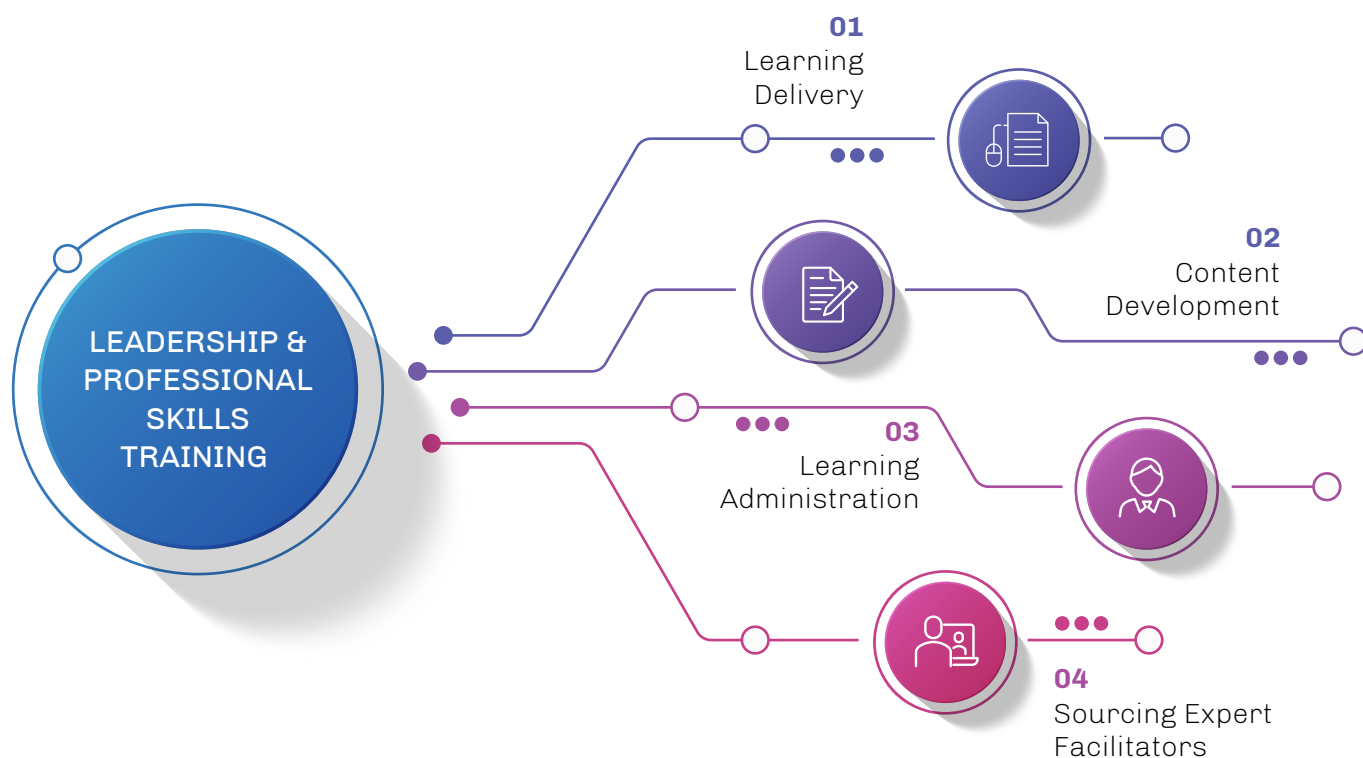 LEADERSHIP &
PROFESSIONAL
SKILLS
TRAINING
01
Learning
Delivery
02
Content
Development
03
Learning
Administration
04
Sourcing Expert
Facilitators